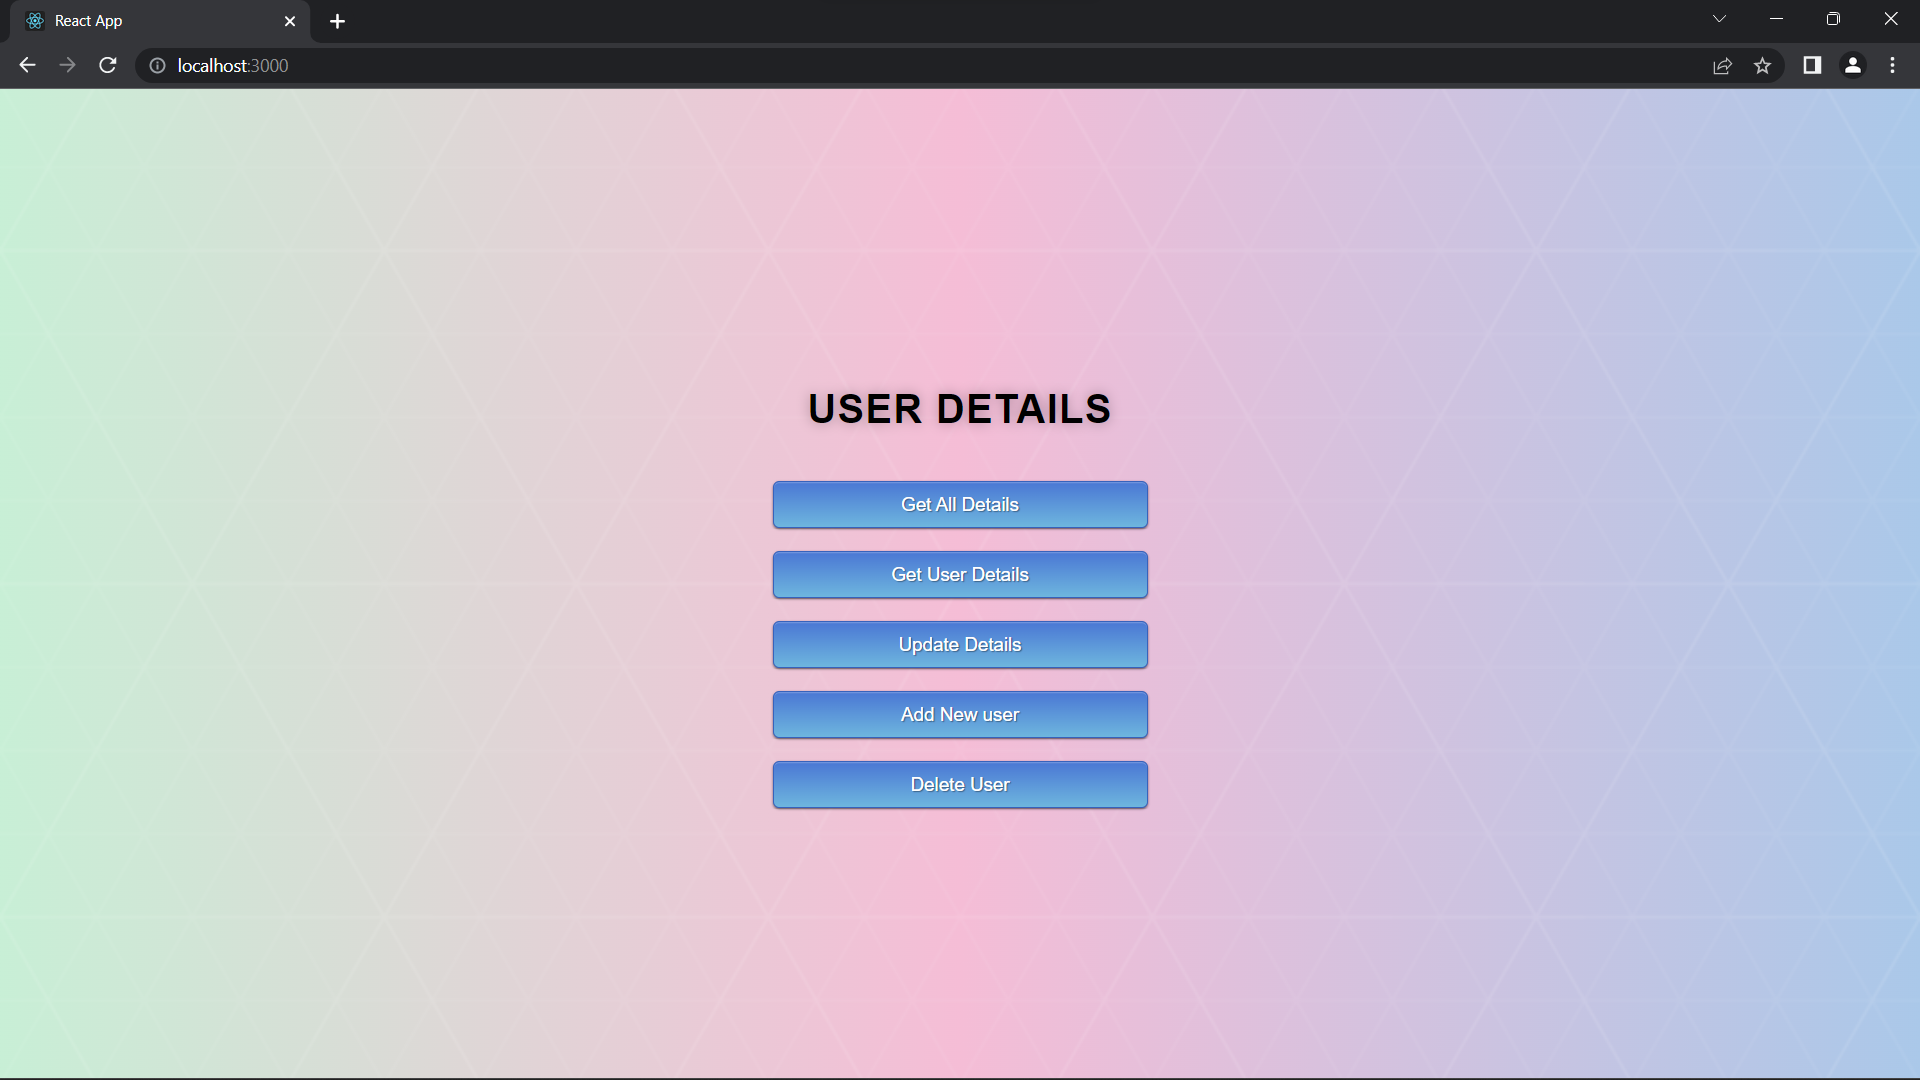 React App
localhost:3000
USER DETAILS
Get All Details
Get User Details
Update Details
Add New user
Delete User